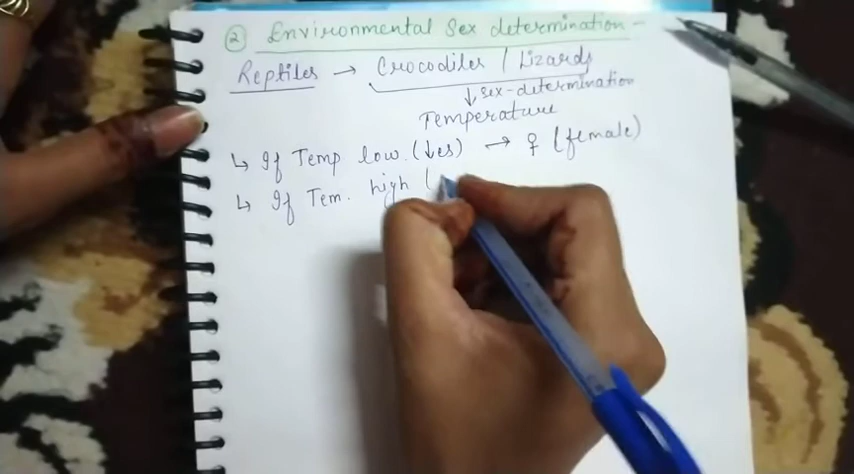 ② Environmental Sex determination -
Reptiles → Crocodiles / Lizards
↓ sex-determination
Temperature
↳ If Temp low. (↓es) → ♀ (female)
↳ If Tem. high (